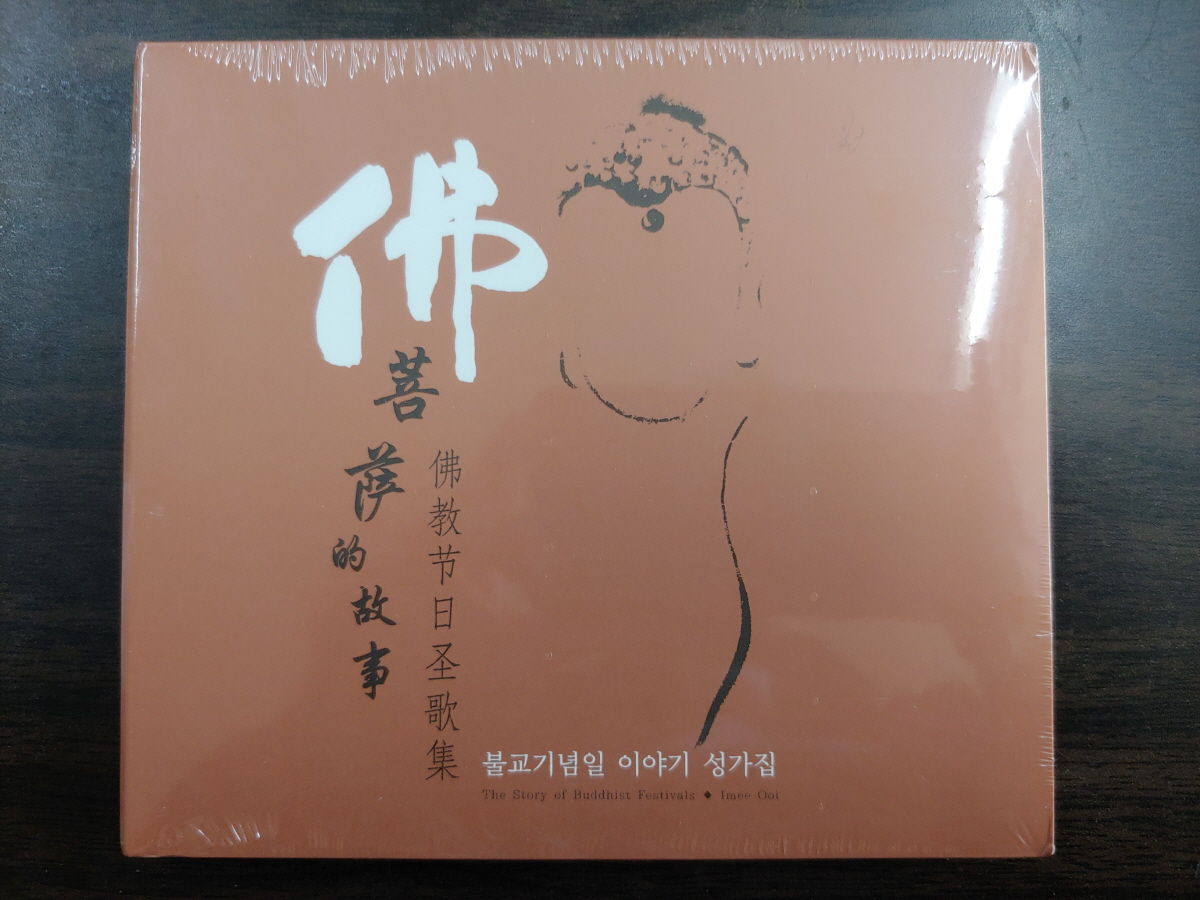 佛菩萨的故事
佛教节日圣歌集
불교기념일 이야기 성가집
The Story of Buddhist Festivals ◆ Imee Ooi